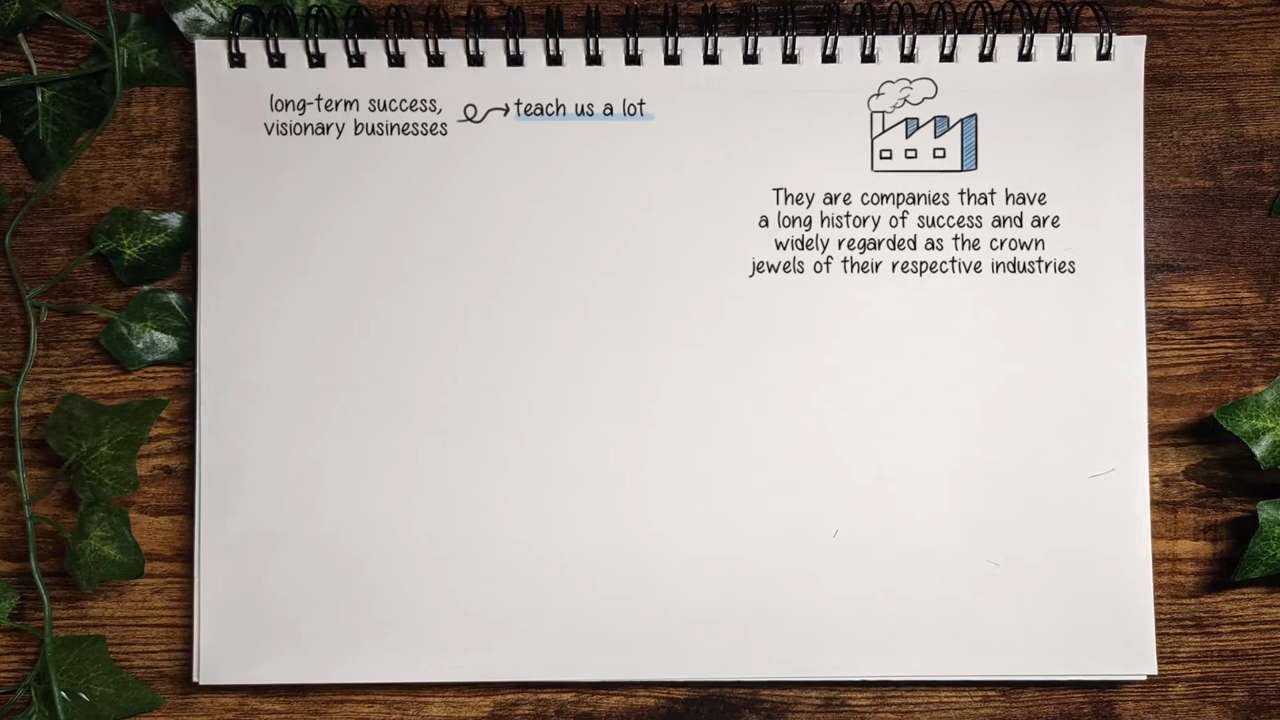 long-term success,
visionary businesses
teach us a lot
They are companies that have
a long history of success and are
widely regarded as the crown
jewels of their respective industries